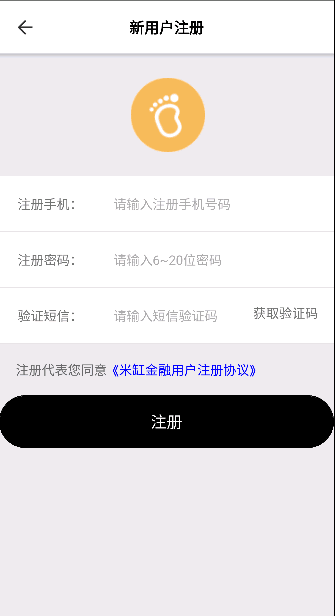 新用户注册
注册手机： 请输入注册手机号码
注册密码： 请输入6~20位密码
验证短信： 请输入短信验证码 获取验证码
注册代表您同意《米缸金融用户注册协议》
注册